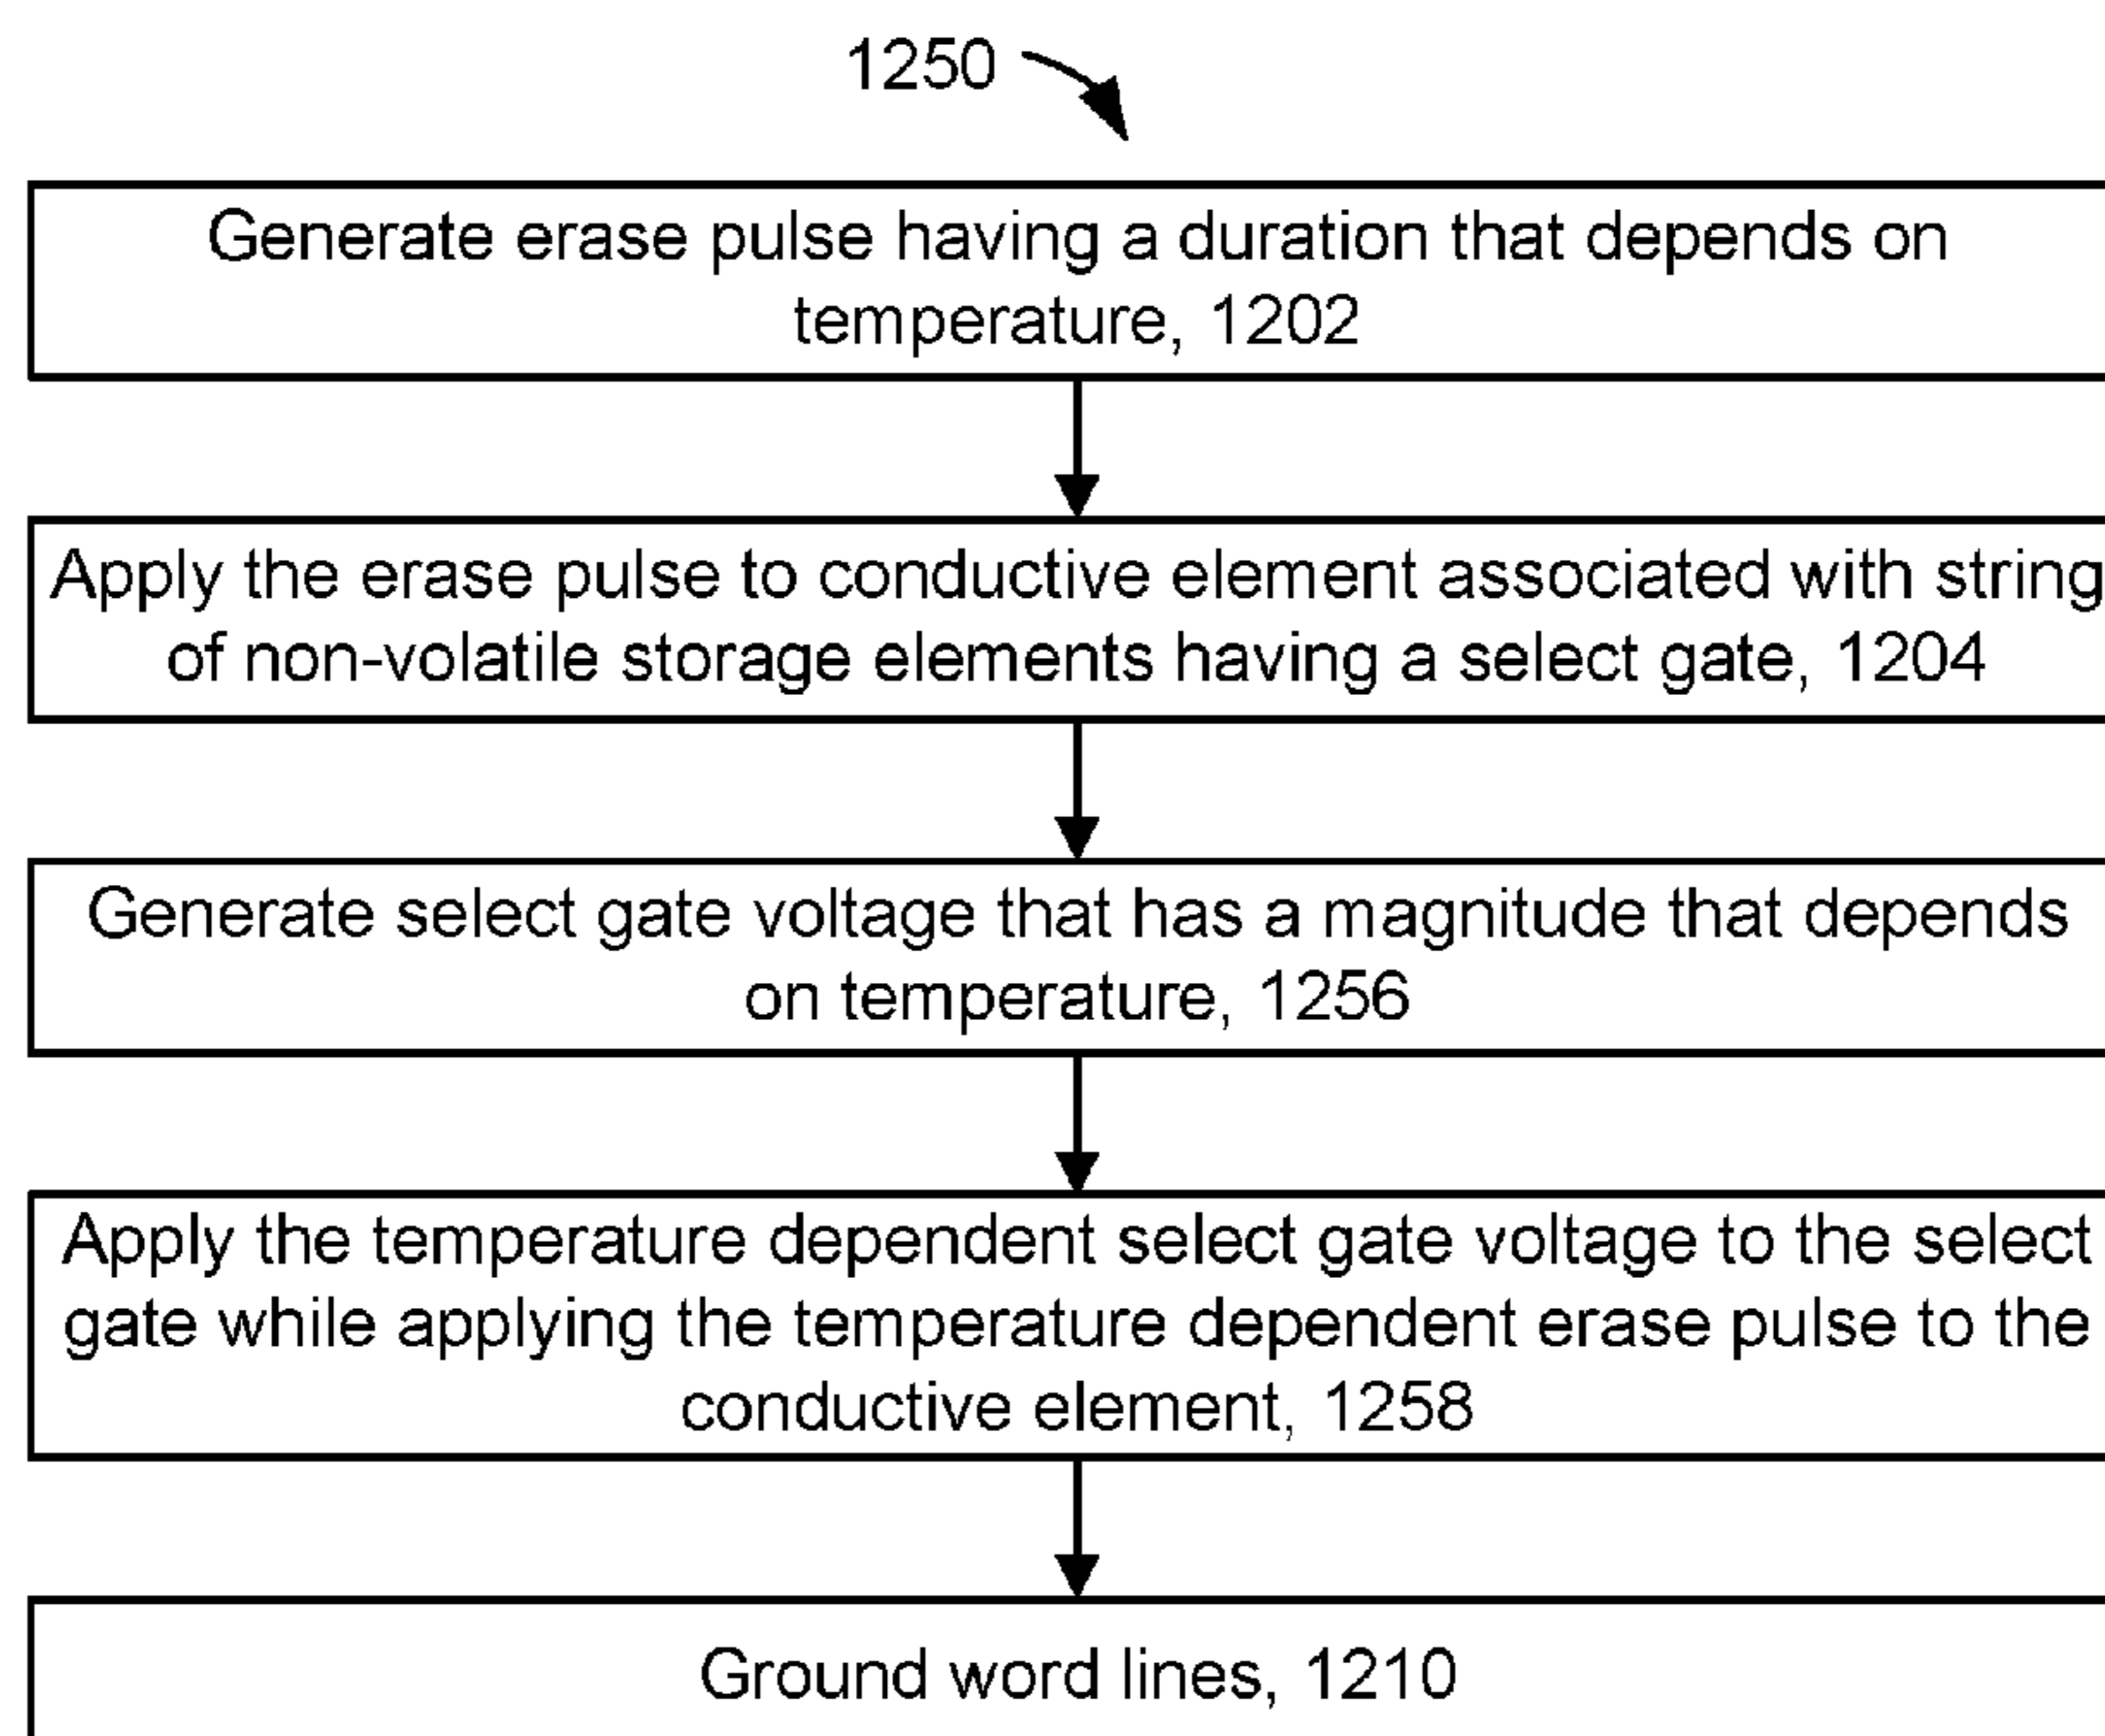 1250
Generate erase pulse having a duration that depends on
temperature, 1202
Apply the erase pulse to conductive element associated with string
of non-volatile storage elements having a select gate, 1204
Generate select gate voltage that has a magnitude that depends
on temperature, 1256
Apply the temperature dependent select gate voltage to the select
gate while applying the temperature dependent erase pulse to the
conductive element, 1258
Ground word lines, 1210